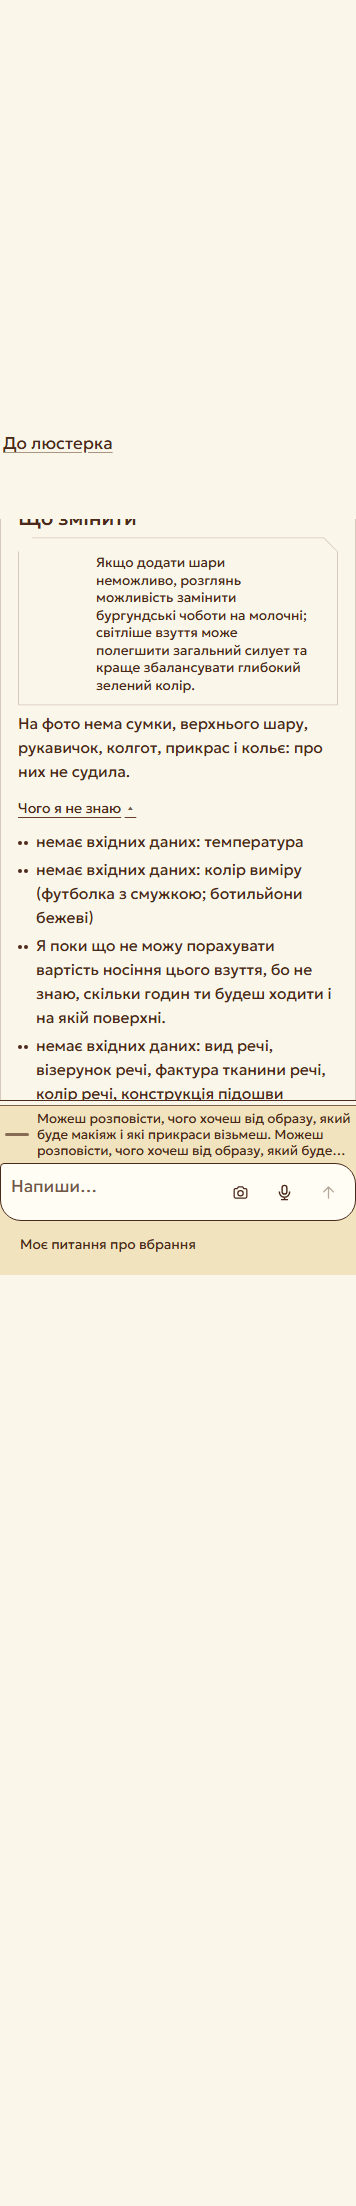 До люстерка
Що змінити
Якщо додати шари
неможливо, розглянь
можливість замінити
бургундські чоботи на молочні;
світліше взуття може
полегшити загальний силует та
краще збалансувати глибокий
зелений колір.
На фото нема сумки, верхнього шару,
рукавичок, колгот, прикрас і кольє: про
них не судила.
Чого я не знаю
немає вхідних даних: температура
немає вхідних даних: колір виміру
(футболка з смужкою; ботильйони
бежеві)
Я поки що не можу порахувати
вартість носіння цього взуття, бо не
знаю, скільки годин ти будеш ходити і
на якій поверхні.
немає вхідних даних: вид речі,
візерунок речі, фактура тканини речі,
колір речі, конструкція підошви
Можеш розповісти, чого хочеш від образу, який
буде макіяж і які прикраси візьмеш. Можеш
розповісти, чого хочеш від образу, який буде…
Напиши…
Моє питання про вбрання